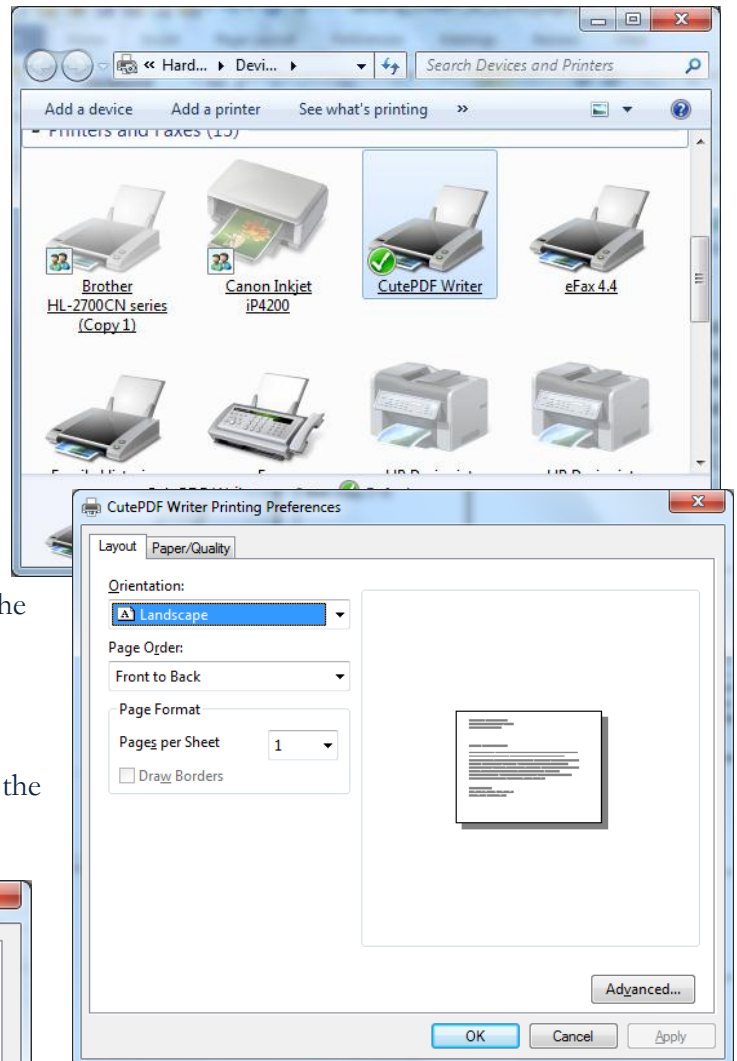 « Hard... ▸ Devi... ▸
Search Devices and Printers
Add a device Add a printer See what's printing »
Printers and Faxes (15)
Brother
HL-2700CN series
(Copy 1)
Canon Inkjet
iP4200
CutePDF Writer
eFax 4.4
CutePDF Writer Printing Preferences
Layout Paper/Quality
Orientation:
Landscape
Page Order:
Front to Back
Page Format
Pages per Sheet 1
Draw Borders
the
Advanced...
OK Cancel Apply